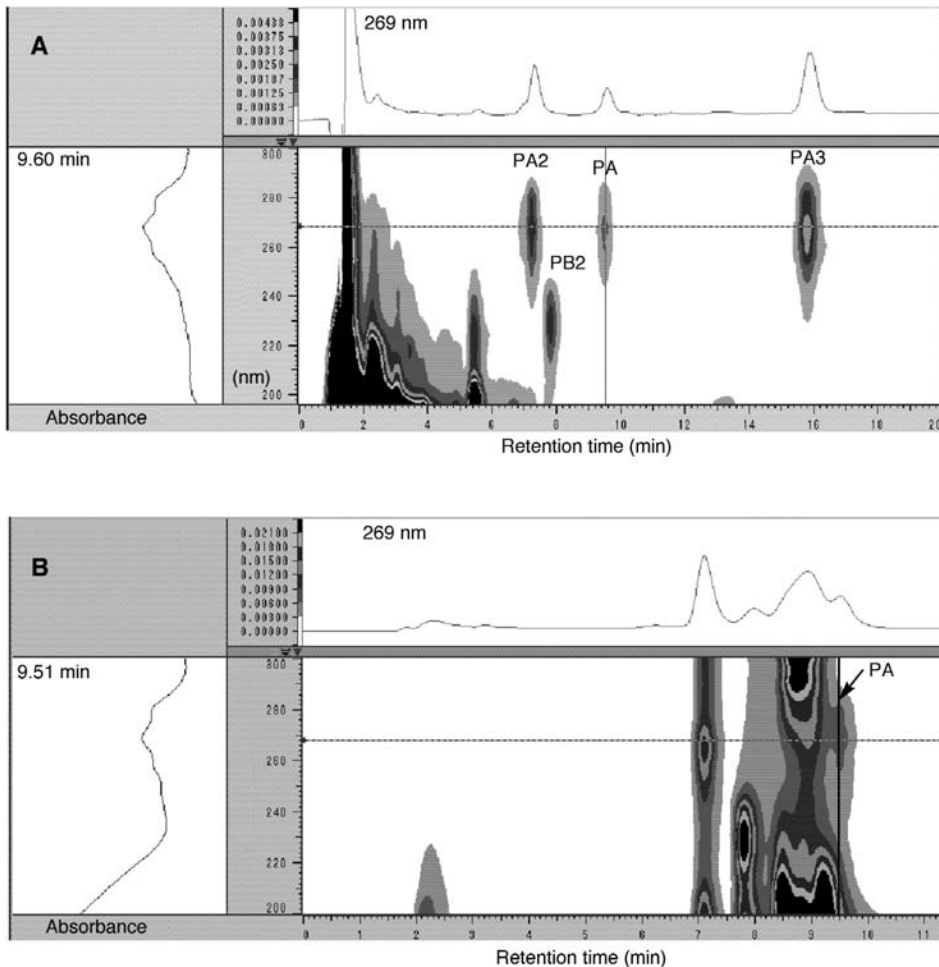 A
0.00438
0.00375
0.00313
0.00250
0.00063
0.00000
269 nm
9.60 min
300
280
260
240
220
200
(nm)
PA2
PA
PA3
PB2
Absorbance
0 2 4 6 8 10 12 14 16 18 20
Retention time (min)
B
0.02100
0.01800
0.01500
0.01200
0.00900
0.00600
0.00300
0.00000
269 nm
9.51 min
300
280
260
240
220
200
PA
Absorbance
0 1 2 3 4 5 6 7 8 9 10 11
Retention time (min)